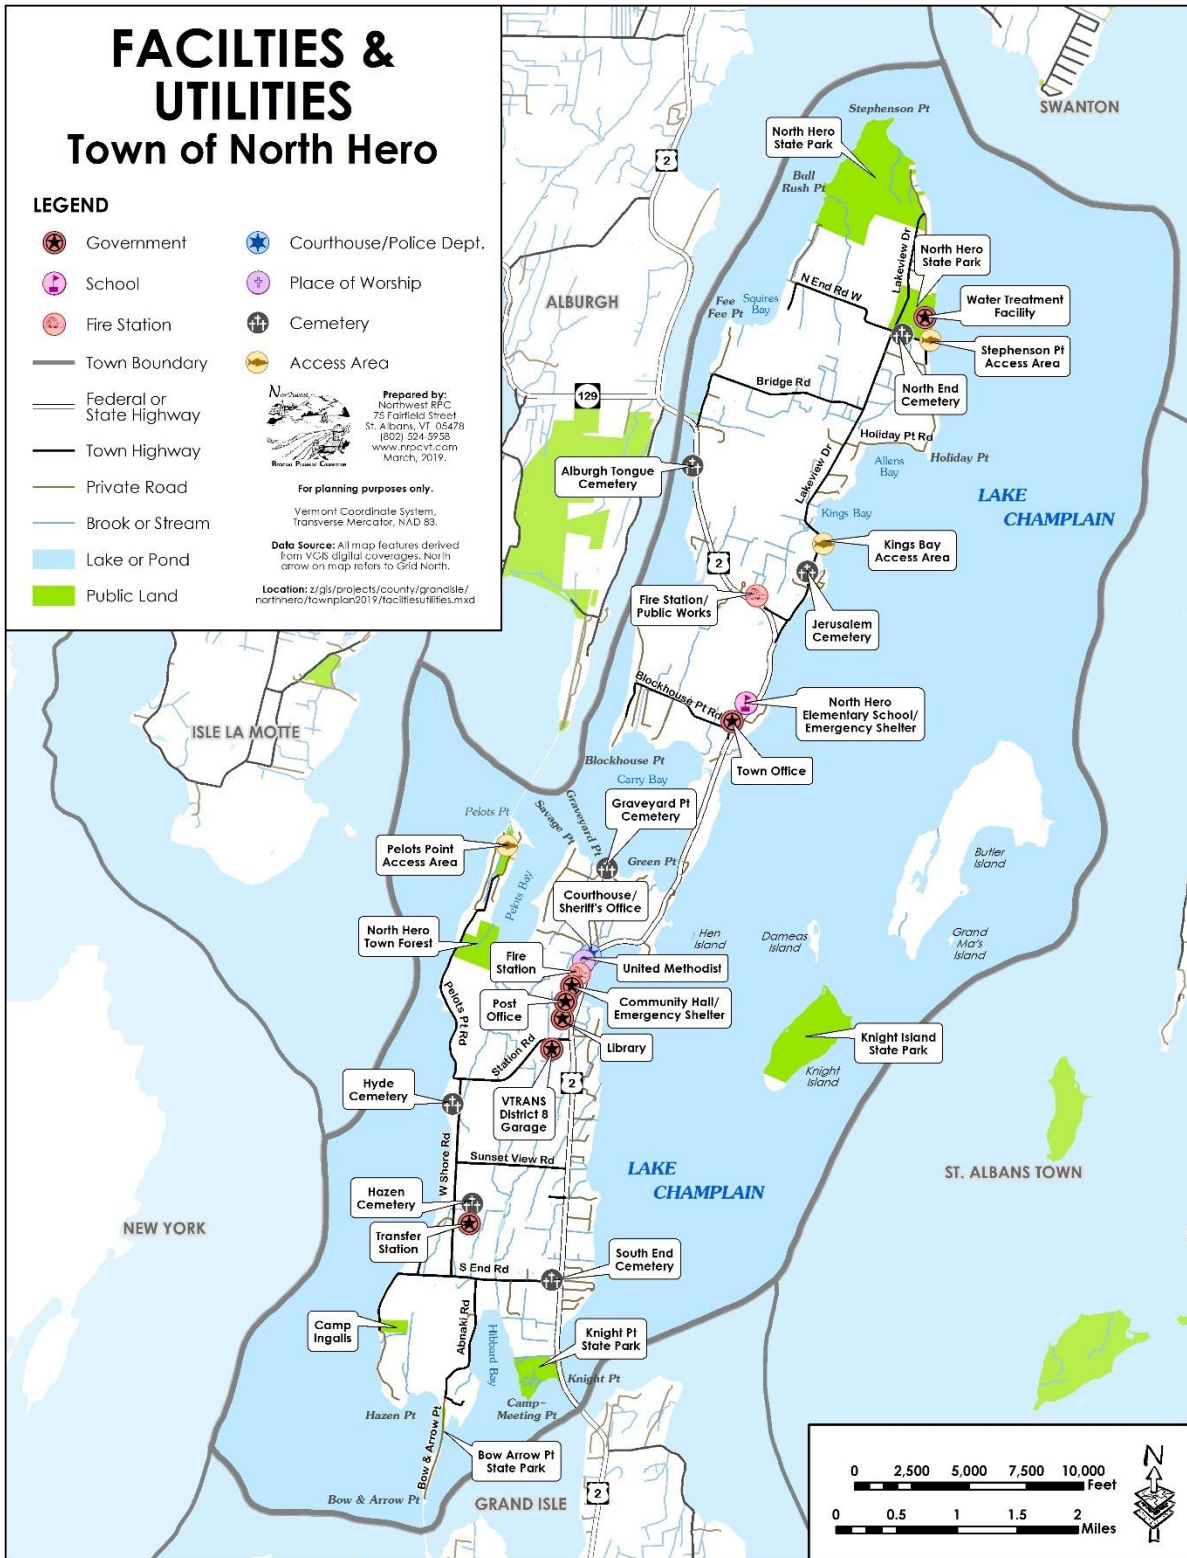 FACILTIES &
UTILITIES
Town of North Hero
LEGEND
Government
School
Fire Station
Town Boundary
Federal or
State Highway
Town Highway
Private Road
Brook or Stream
Lake or Pond
Public Land
Courthouse/Police Dept.
Place of Worship
Cemetery
Access Area
Northwest
Regional Planning Commission
Prepared by:
Northwest RPC
75 Fairfield Street
St. Albans, VT 05478
(802) 524-5958
www.nrpcvt.com
March, 2019.
For planning purposes only.
Vermont Coordinate System,
Transverse Mercator, NAD 83.
Data Source: All map features derived
from VCGIS digital coverages. North
arrow on map refers to Grid North.
Location: z/gis/projects/county/grandisle/
northhero/townplan2019/faciltiesutilities.mxd
SWANTON
Stephenson Pt
North Hero
State Park
2
Bull
Rush Pt
Lakeview Dr
North Hero
State Park
N End Rd W
ALBURGH
Fee
Fee Pt
Squires
Bay
Water Treatment
Facility
Stephenson Pt
Access Area
North End
Cemetery
Bridge Rd
129
Holiday Pt Rd
Allens
Bay
Holiday Pt
Alburgh Tongue
Cemetery
Lakeview Dr
LAKE
CHAMPLAIN
Kings Bay
Kings Bay
Access Area
2
Fire Station/
Public Works
Jerusalem
Cemetery
Blockhouse Pt Rd
North Hero
Elementary School/
Emergency Shelter
ISLE LA MOTTE
Blockhouse Pt
Town Office
Carry Bay
Graveyard Pt
Cemetery
Pelots Pt
Savage Pt
Graveyard Pt
Pelots Point
Access Area
Green Pt
Butler
Island
Pelots Bay
Courthouse/
Sheriff's Office
North Hero
Town Forest
Hen
Island
Dameas
Island
Grand
Ma's
Island
Fire
Station
United Methodist
Post
Office
Community Hall/
Emergency Shelter
Pelots Pt Rd
Station Rd
Library
Knight Island
State Park
Knight
Island
Hyde
Cemetery
2
VTRANS
District 8
Garage
W Shore Rd
Sunset View Rd
LAKE
CHAMPLAIN
ST. ALBANS TOWN
Hazen
Cemetery
NEW YORK
Transfer
Station
S End Rd
South End
Cemetery
Camp
Ingalls
Abnaki Rd
Hibbard Bay
Knight Pt
State Park
Knight Pt
Hazen Pt
Camp-
Meeting Pt
Bow & Arrow Pt
Bow Arrow Pt
State Park
Bow & Arrow Pt
GRAND ISLE
2
N
0 2,500 5,000 7,500 10,000
Feet
0 0.5 1 1.5 2
Miles